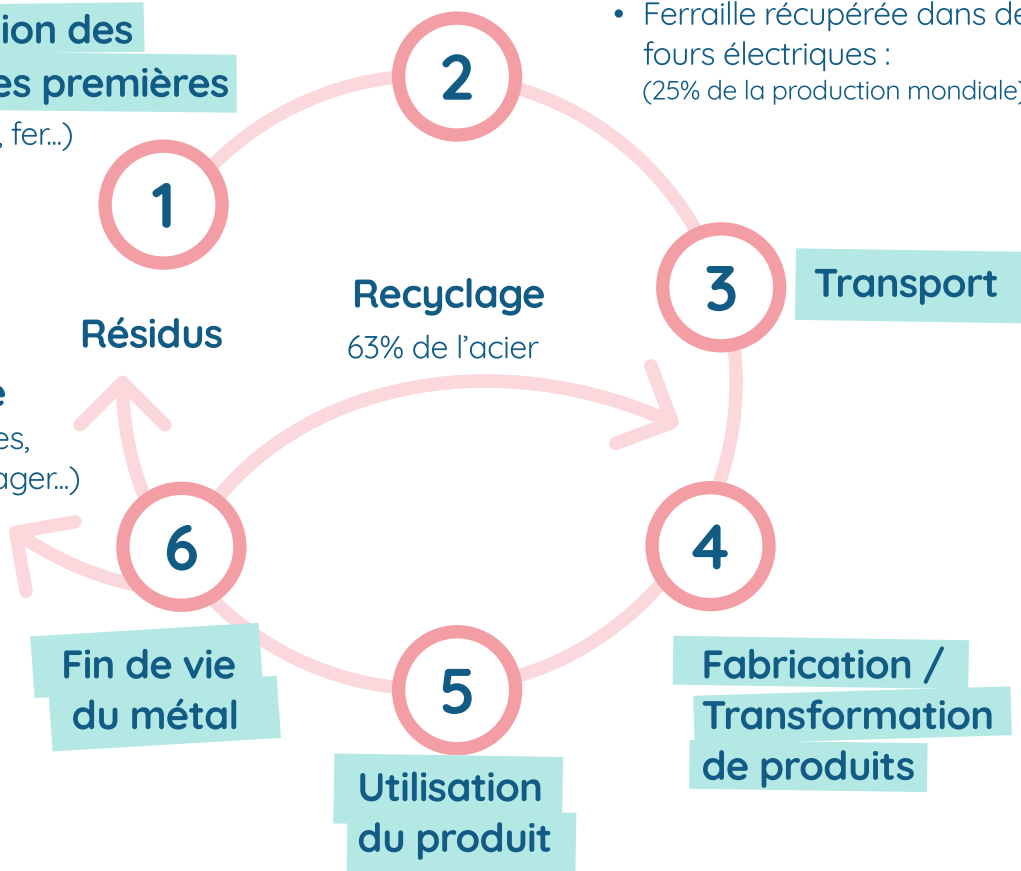 ion des
es premières
, fer...)
1
2
• Ferraille récupérée dans de
fours électriques :
(25% de la production mondiale)
3
Transport
Recyclage
63% de l’acier
Résidus
e
es,
ager...)
6
4
Fin de vie
du métal
5
Utilisation
du produit
Fabrication /
Transformation
de produits